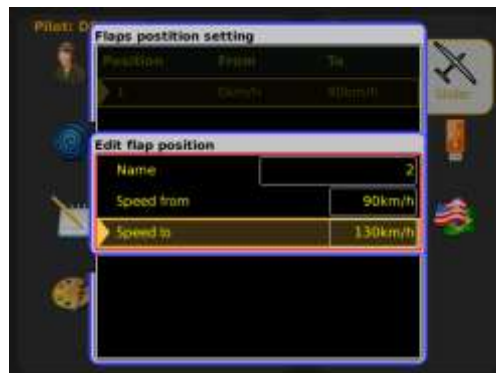 Pilot: D
Flaps postition setting
Position From To
1 0km/h 90km/h
Edit flap position
Name 2
Speed from 90km/h
Speed to 130km/h
Glider